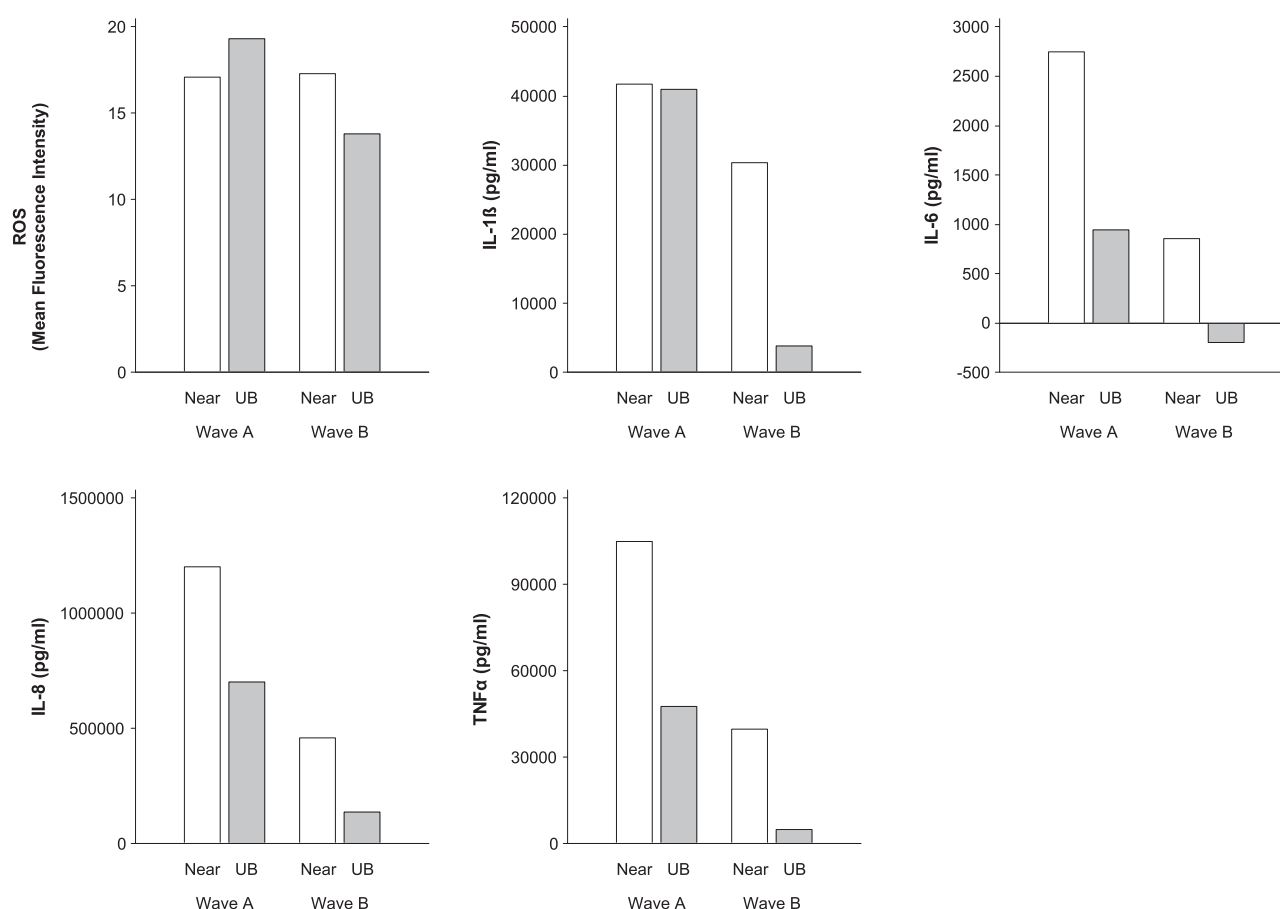 ROS
(Mean Fluorescence Intensity)
20
15
10
5
0
Near UB Near UB
Wave A Wave B
IL-1ß (pg/ml)
50000
40000
30000
20000
10000
0
Near UB Near UB
Wave A Wave B
IL-6 (pg/ml)
3000
2500
2000
1500
1000
500
0
-500
Near UB Near UB
Wave A Wave B
IL-8 (pg/ml)
1500000
1000000
500000
0
Near UB Near UB
Wave A Wave B
TNFα (pg/ml)
120000
90000
60000
30000
0
Near UB Near UB
Wave A Wave B